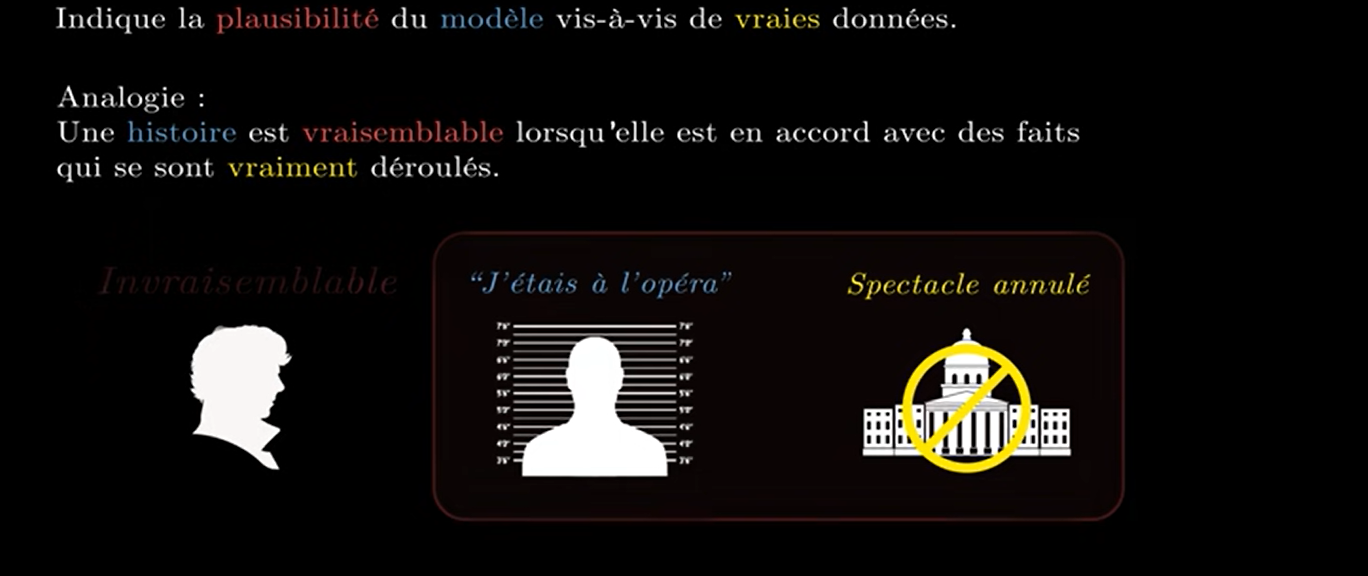 Indique la plausibilité du modèle vis-à-vis de vraies données.
Analogie :
Une histoire est vraisemblable lorsqu'elle est en accord avec des faits
qui se sont vraiment déroulés.
Invraisemblable
“J’étais à l’opéra”
Spectacle annulé